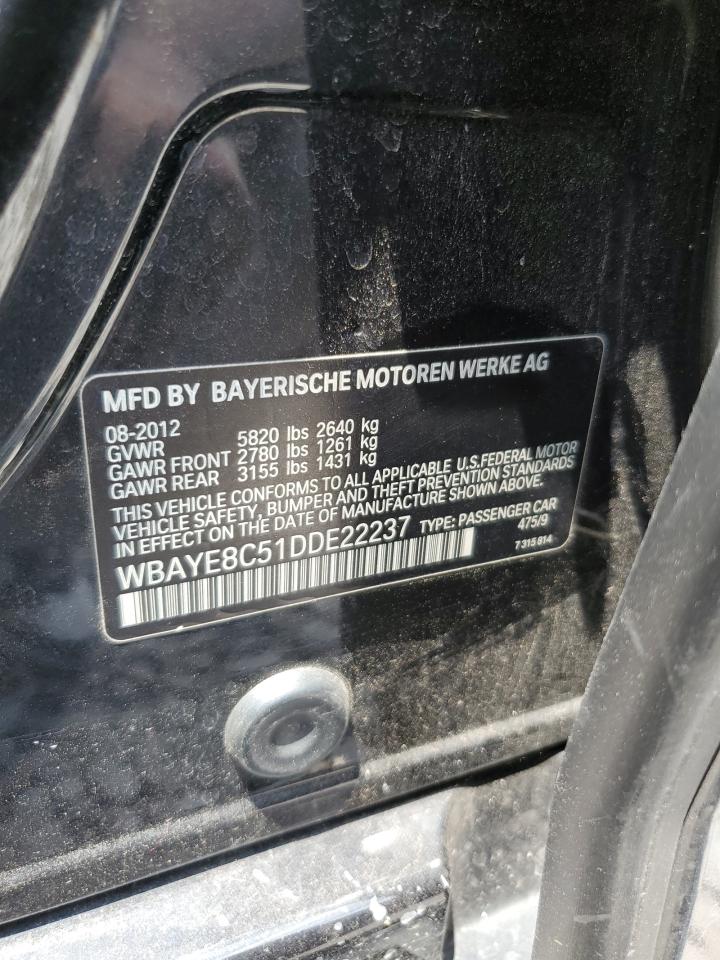 MFD BY BAYERISCHE MOTOREN WERKE AG
08-2012
GVWR 5820 lbs 2640 kg
GAWR FRONT 2780 lbs 1261 kg
GAWR REAR 3155 lbs 1431 kg
THIS VEHICLE CONFORMS TO ALL APPLICABLE U.S.FEDERAL MOTOR
VEHICLE SAFETY, BUMPER AND THEFT PREVENTION STANDARDS
IN EFFECT ON THE DATE OF MANUFACTURE SHOWN ABOVE.
WBAYE8C51DDE22237 TYPE: PASSENGER CAR
475/9
7 315 814